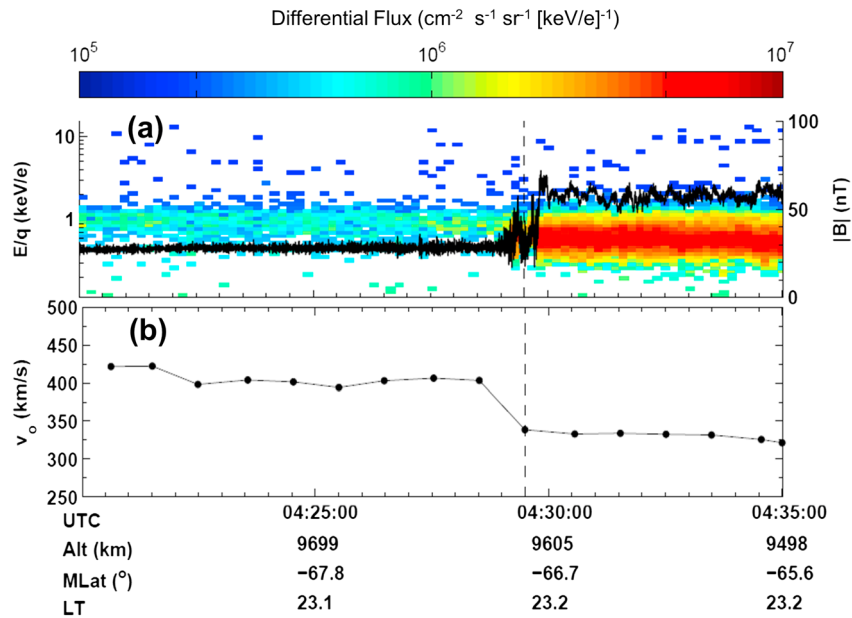 Differential Flux (cm-2 s-1 sr-1 [keV/e]-1)
10^5 10^6 10^7
(a)
10
1
E/q (keV/e)
100
50
0
|B| (nT)
(b)
500
450
400
350
300
250
v_o (km/s)
UTC 04:25:00 04:30:00 04:35:00
Alt (km) 9699 9605 9498
MLat (°) −67.8 −66.7 −65.6
LT 23.1 23.2 23.2